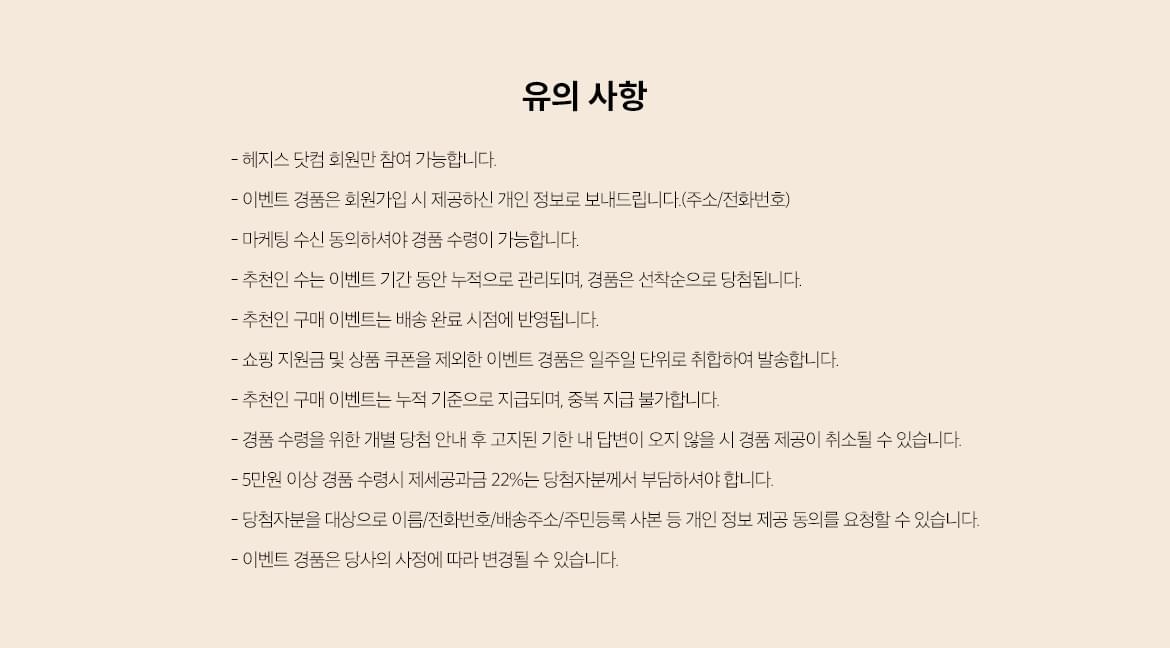 유의 사항
- 헤지스 닷컴 회원만 참여 가능합니다.
- 이벤트 경품은 회원가입 시 제공하신 개인 정보로 보내드립니다.(주소/전화번호)
- 마케팅 수신 동의하셔야 경품 수령이 가능합니다.
- 추천인 수는 이벤트 기간 동안 누적으로 관리되며, 경품은 선착순으로 당첨됩니다.
- 추천인 구매 이벤트는 배송 완료 시점에 반영됩니다.
- 쇼핑 지원금 및 상품 쿠폰을 제외한 이벤트 경품은 일주일 단위로 취합하여 발송합니다.
- 추천인 구매 이벤트는 누적 기준으로 지급되며, 중복 지급 불가합니다.
- 경품 수령을 위한 개별 당첨 안내 후 고지된 기한 내 답변이 오지 않을 시 경품 제공이 취소될 수 있습니다.
- 5만원 이상 경품 수령시 제세공과금 22%는 당첨자분께서 부담하셔야 합니다.
- 당첨자분을 대상으로 이름/전화번호/배송주소/주민등록 사본 등 개인 정보 제공 동의를 요청할 수 있습니다.
- 이벤트 경품은 당사의 사정에 따라 변경될 수 있습니다.